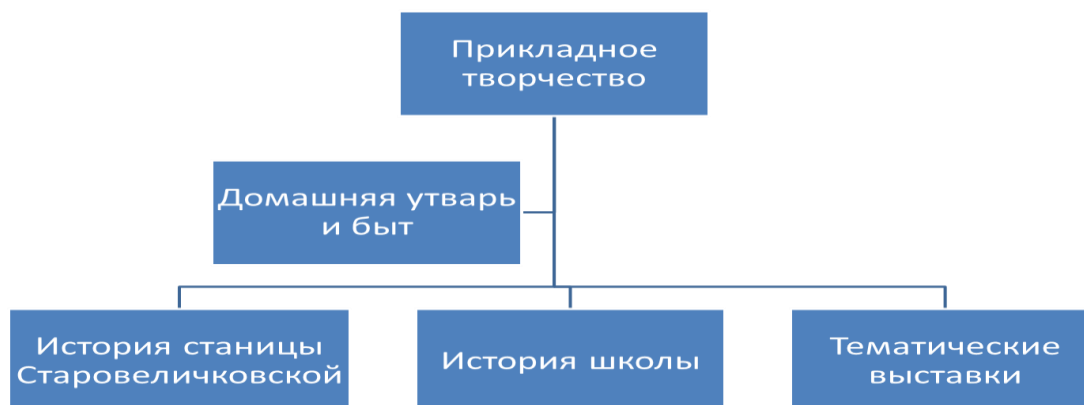 Прикладное
творчество
Домашняя утварь
и быт
История станицы
Старовеличковской
История школы
Тематические
выставки